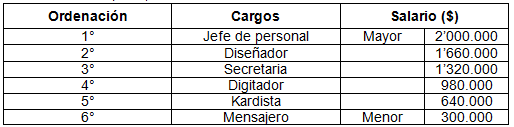 Ordenación Cargos Salario ($)
1° Jefe de personal Mayor 2'000.000
2° Diseñador 1'660.000
3° Secretaria 1'320.000
4° Digitador 980.000
5° Kardista 640.000
6° Mensajero Menor 300.000